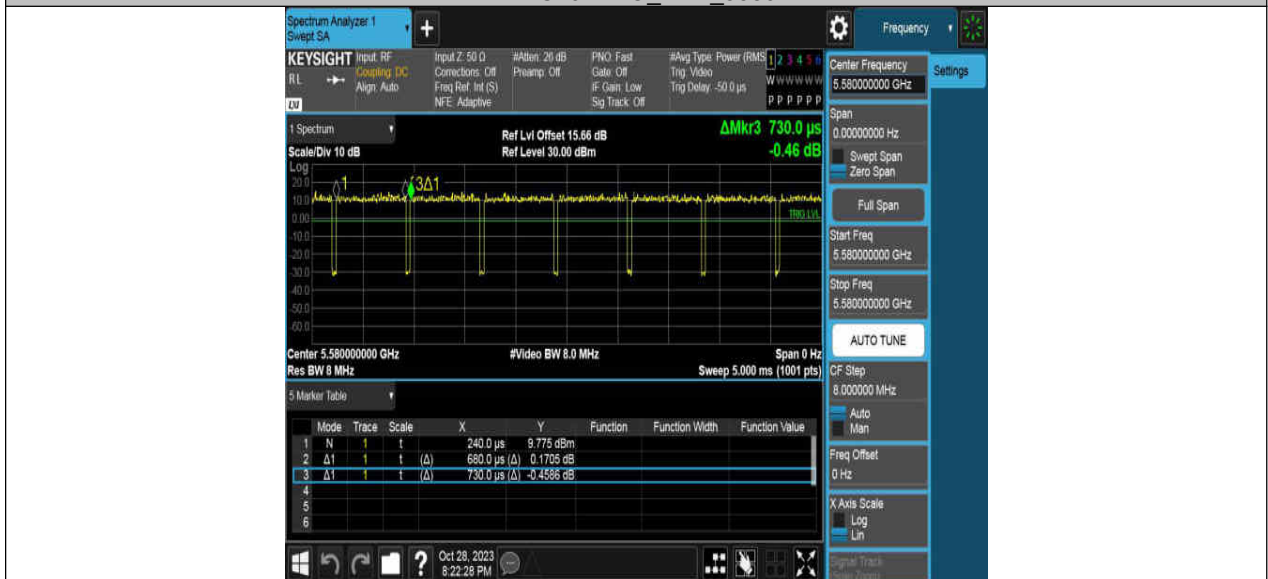 Spectrum Analyzer 1
Swept SA
+
Frequency
KEYSIGHT
RL
LXI
Input: RF
Coupling: DC
Align: Auto
Input Z: 50 Ω
Corrections: Off
Freq Ref: Int (S)
NFE: Adaptive
#Atten: 26 dB
Preamp: Off
PNO: Fast
Gate: Off
IF Gain: Low
Sig Track: Off
#Avg Type: Power (RMS
Trig: Video
Trig Delay: -50.0 µs
1 2 3 4 5 6
W W W W W W
P P P P P P
1 Spectrum
Scale/Div 10 dB
Ref Lvl Offset 15.66 dB
Ref Level 30.00 dBm
ΔMkr3 730.0 µs
-0.46 dB
Log
20.0
10.0
0.00
-10.0
-20.0
-30.0
-40.0
-50.0
-60.0
1
3Δ1
TRIG LVL
Center 5.580000000 GHz
#Video BW 8.0 MHz
Span 0 Hz
Res BW 8 MHz
Sweep 5.000 ms (1001 pts)
5 Marker Table
Mode Trace Scale X Y Function Function Width Function Value
1 N 1 t 240.0 µs 9.775 dBm
2 Δ1 1 t (Δ) 680.0 µs (Δ) 0.1705 dB
3 Δ1 1 t (Δ) 730.0 µs (Δ) -0.4586 dB
4
5
6
?
Oct 28, 2023
8:22:28 PM
Center Frequency
5.580000000 GHz
Settings
Span
0.00000000 Hz
Swept Span
Zero Span
Full Span
Start Freq
5.580000000 GHz
Stop Freq
5.580000000 GHz
AUTO TUNE
CF Step
8.000000 MHz
Auto
Man
Freq Offset
0 Hz
X Axis Scale
Log
Lin
Signal Track